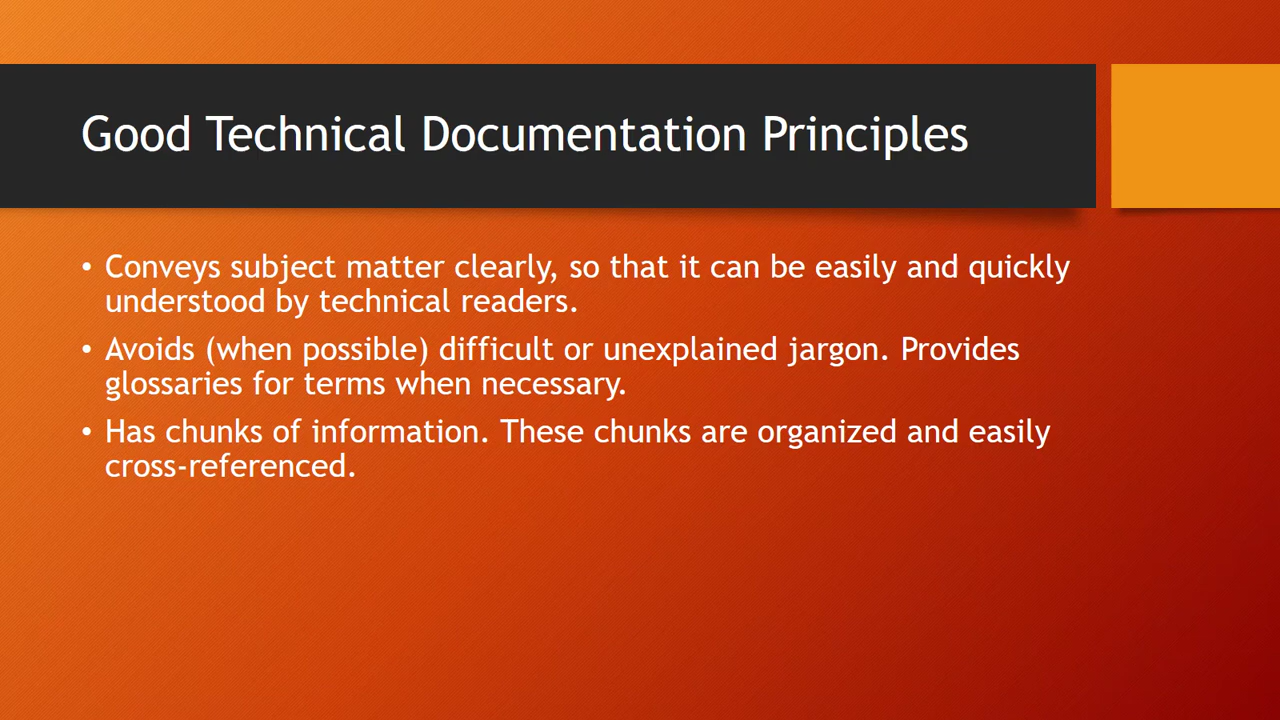 Good Technical Documentation Principles
• Conveys subject matter clearly, so that it can be easily and quickly
understood by technical readers.
• Avoids (when possible) difficult or unexplained jargon. Provides
glossaries for terms when necessary.
• Has chunks of information. These chunks are organized and easily
cross-referenced.